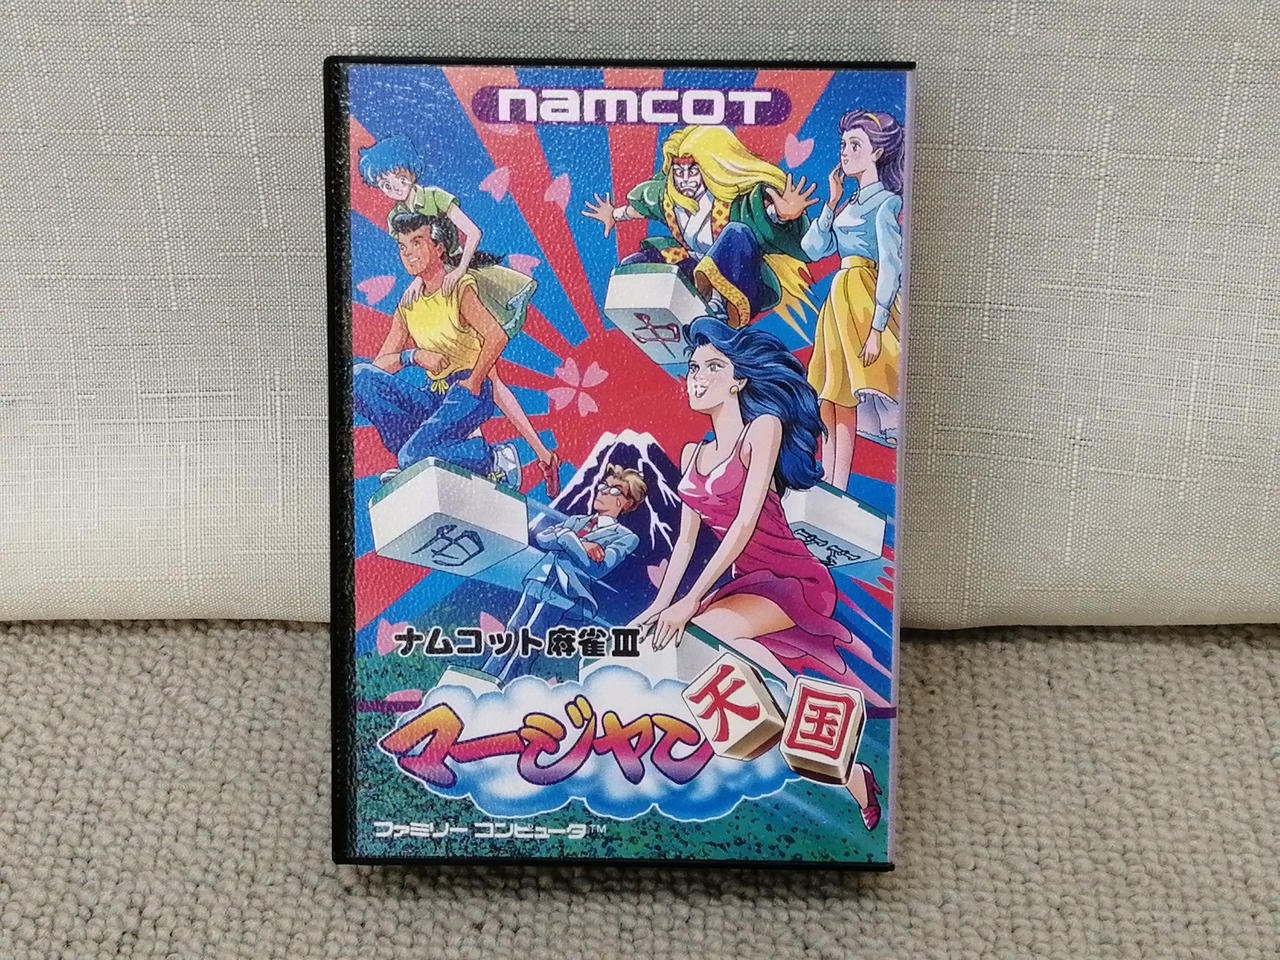 namcoT
中
ナムコット麻雀III
マージャン天国
ファミリーコンピュータ™